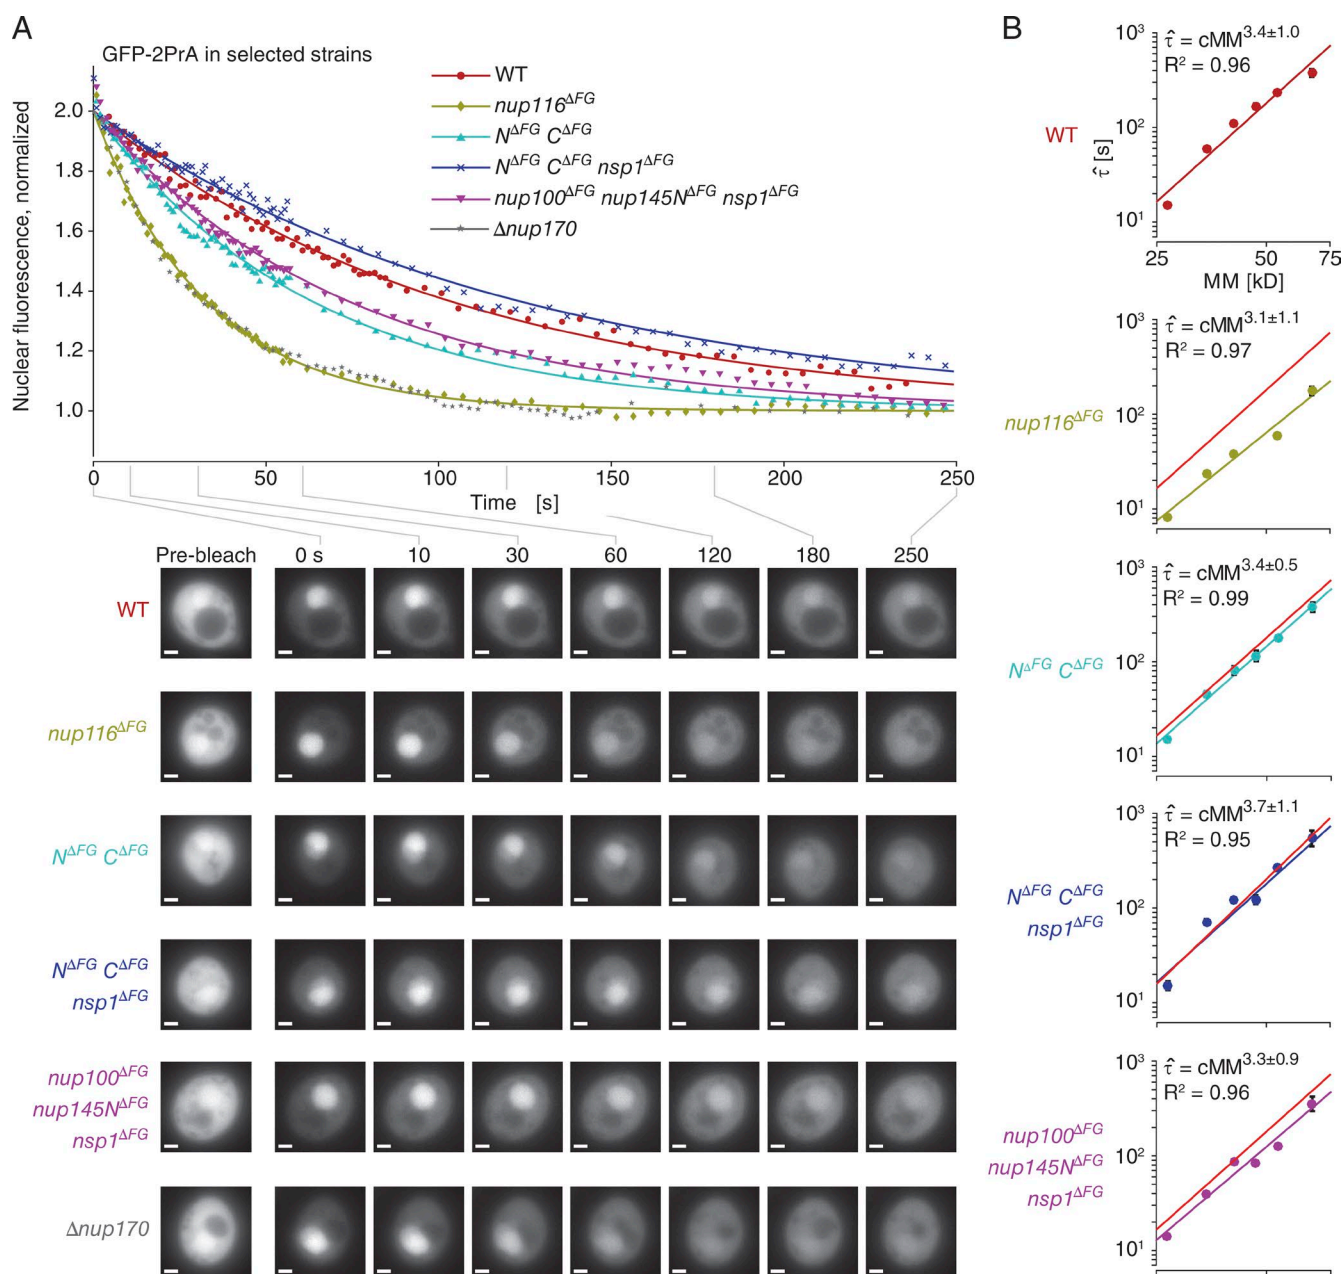 A
GFP-2PrA in selected strains
WT
nup116ΔFG
NΔFG CΔFG
NΔFG CΔFG nsp1ΔFG
nup100ΔFG nup145NΔFG nsp1ΔFG
Δnup170
Nuclear fluorescence, normalized
2.0
1.8
1.6
1.4
1.2
1.0
0 50 100 150 200 250
Time [s]
Pre-bleach 0 s 10 30 60 120 180 250
WT
nup116ΔFG
NΔFG CΔFG
NΔFG CΔFG
nsp1ΔFG
nup100ΔFG
nup145NΔFG
nsp1ΔFG
Δnup170
B
WT
τ̂ = cMM3.4±1.0
R2 = 0.96
τ̂ [s]
103
102
101
25 50 75
MM [kD]
nup116ΔFG
τ̂ = cMM3.1±1.1
R2 = 0.97
103
102
101
NΔFG CΔFG
τ̂ = cMM3.4±0.5
R2 = 0.99
103
102
101
NΔFG CΔFG
nsp1ΔFG
τ̂ = cMM3.7±1.1
R2 = 0.95
103
102
101
nup100ΔFG
nup145NΔFG
nsp1ΔFG
τ̂ = cMM3.3±0.9
R2 = 0.96
103
102
101